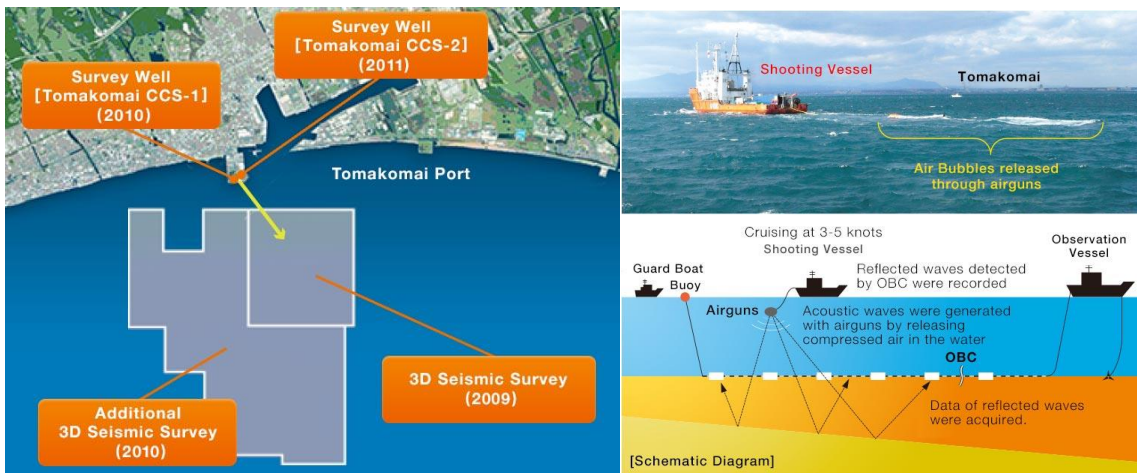 Survey Well
[Tomakomai CCS-2]
(2011)
Survey Well
[Tomakomai CCS-1]
(2010)
Tomakomai Port
3D Seismic Survey
(2009)
Additional
3D Seismic Survey
(2010)
Shooting Vessel
Tomakomai
Air Bubbles released
through airguns
Cruising at 3-5 knots
Shooting Vessel
Observation
Vessel
Guard Boat
Buoy
Reflected waves detected
by OBC were recorded
Airguns
Acoustic waves were generated
with airguns by releasing
compressed air in the water
OBC
Data of reflected waves
were acquired.
[Schematic Diagram]